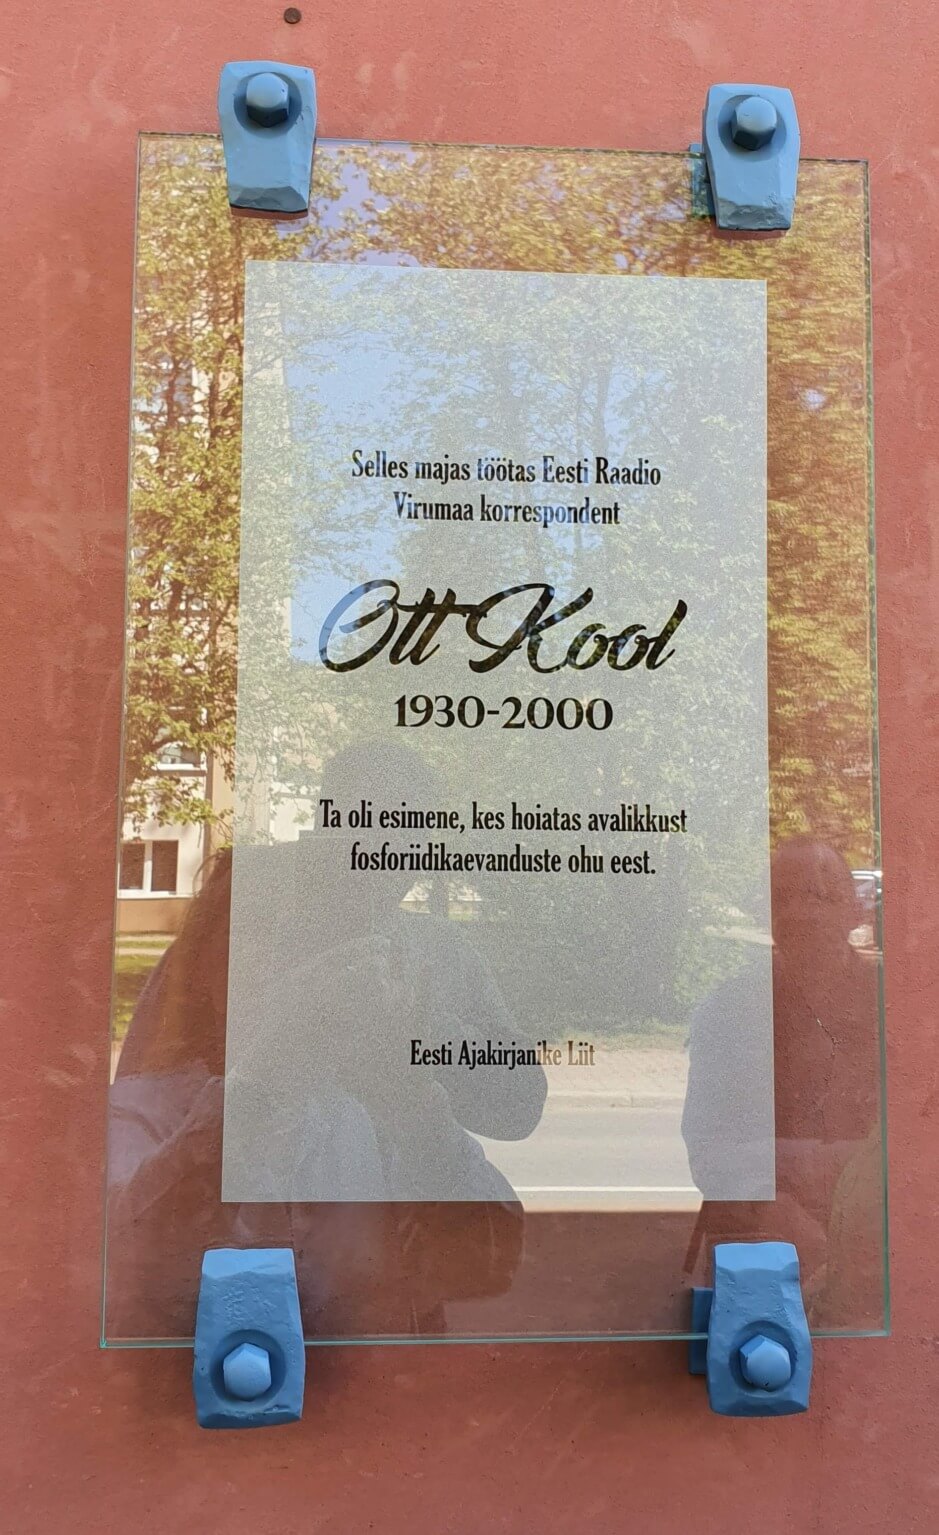 Selles majas töötas Eesti Raadio
Virumaa korrespondent
Ott Kool
1930-2000
Ta oli esimene, kes hoiatas avalikkust
fosforiidikaevanduste ohu eest.
Eesti Ajakirjanike Liit